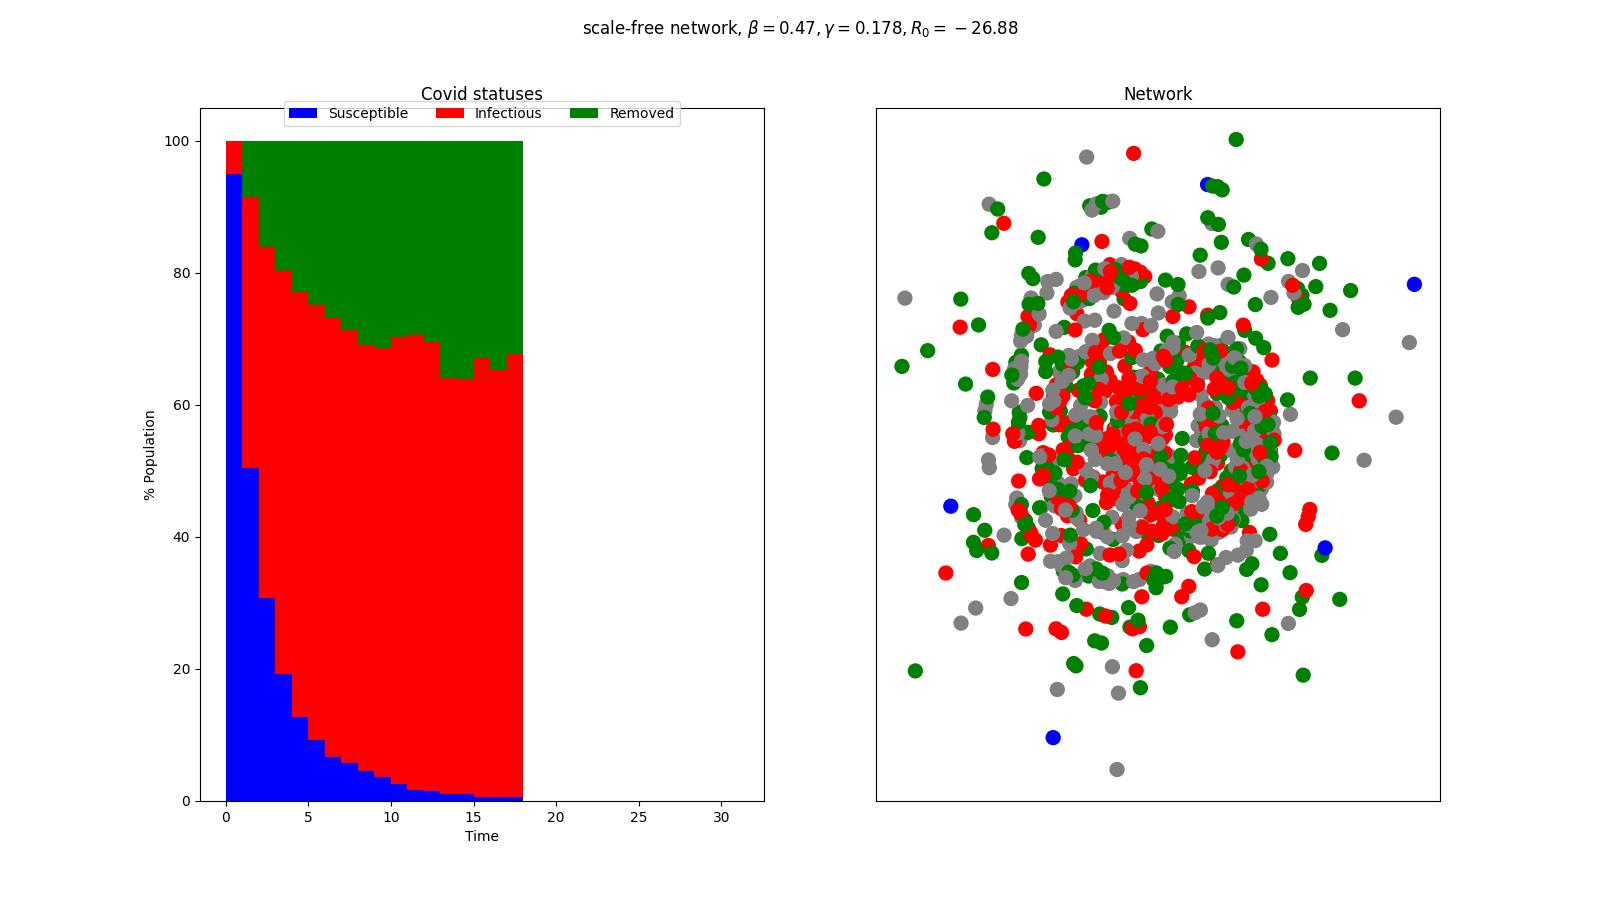 scale-free network, β = 0.47, γ = 0.178, R₀ = − 26.88
Covid statuses
Susceptible Infectious Removed
100
80
60
40
20
0
% Population
0 5 10 15 20 25 30
Time
Network